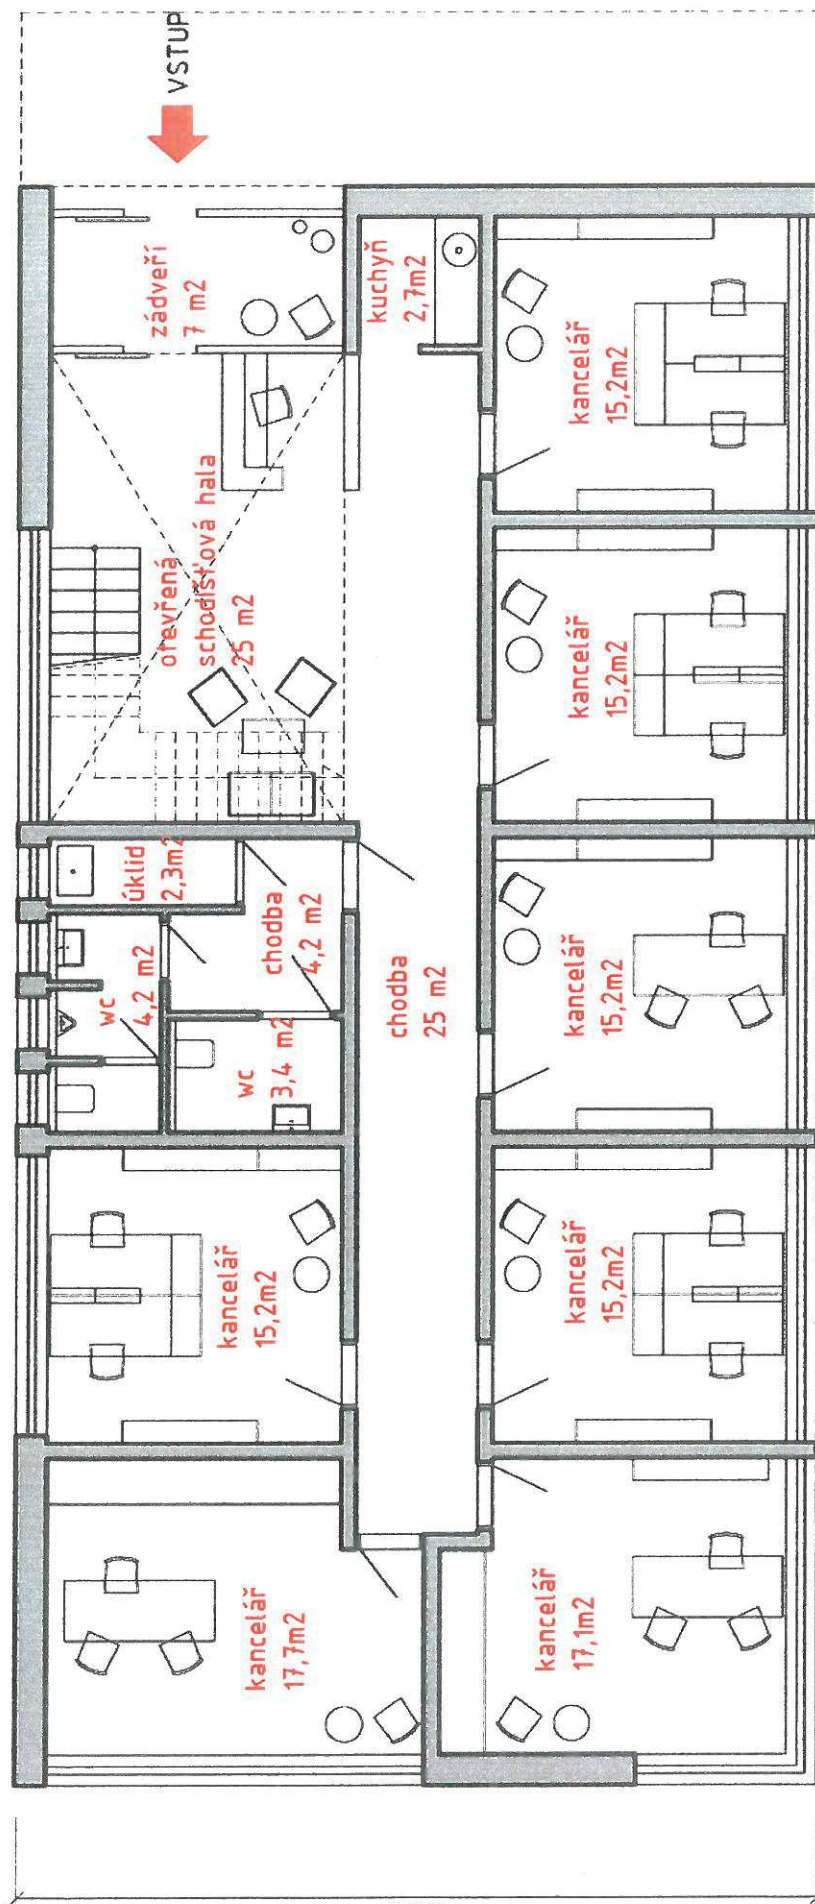 VSTUP
zádveří
7 m2
kuchyň
2,7m2
kancelář
15,2m2
otevřená
schodišťová hala
25 m2
kancelář
15,2m2
úklid
2,3m2
chodba
4,2 m2
wc
4,2 m2
wc
3,4 m2
chodba
25 m2
kancelář
15,2m2
kancelář
15,2m2
kancelář
15,2m2
kancelář
17,7m2
kancelář
17,1m2